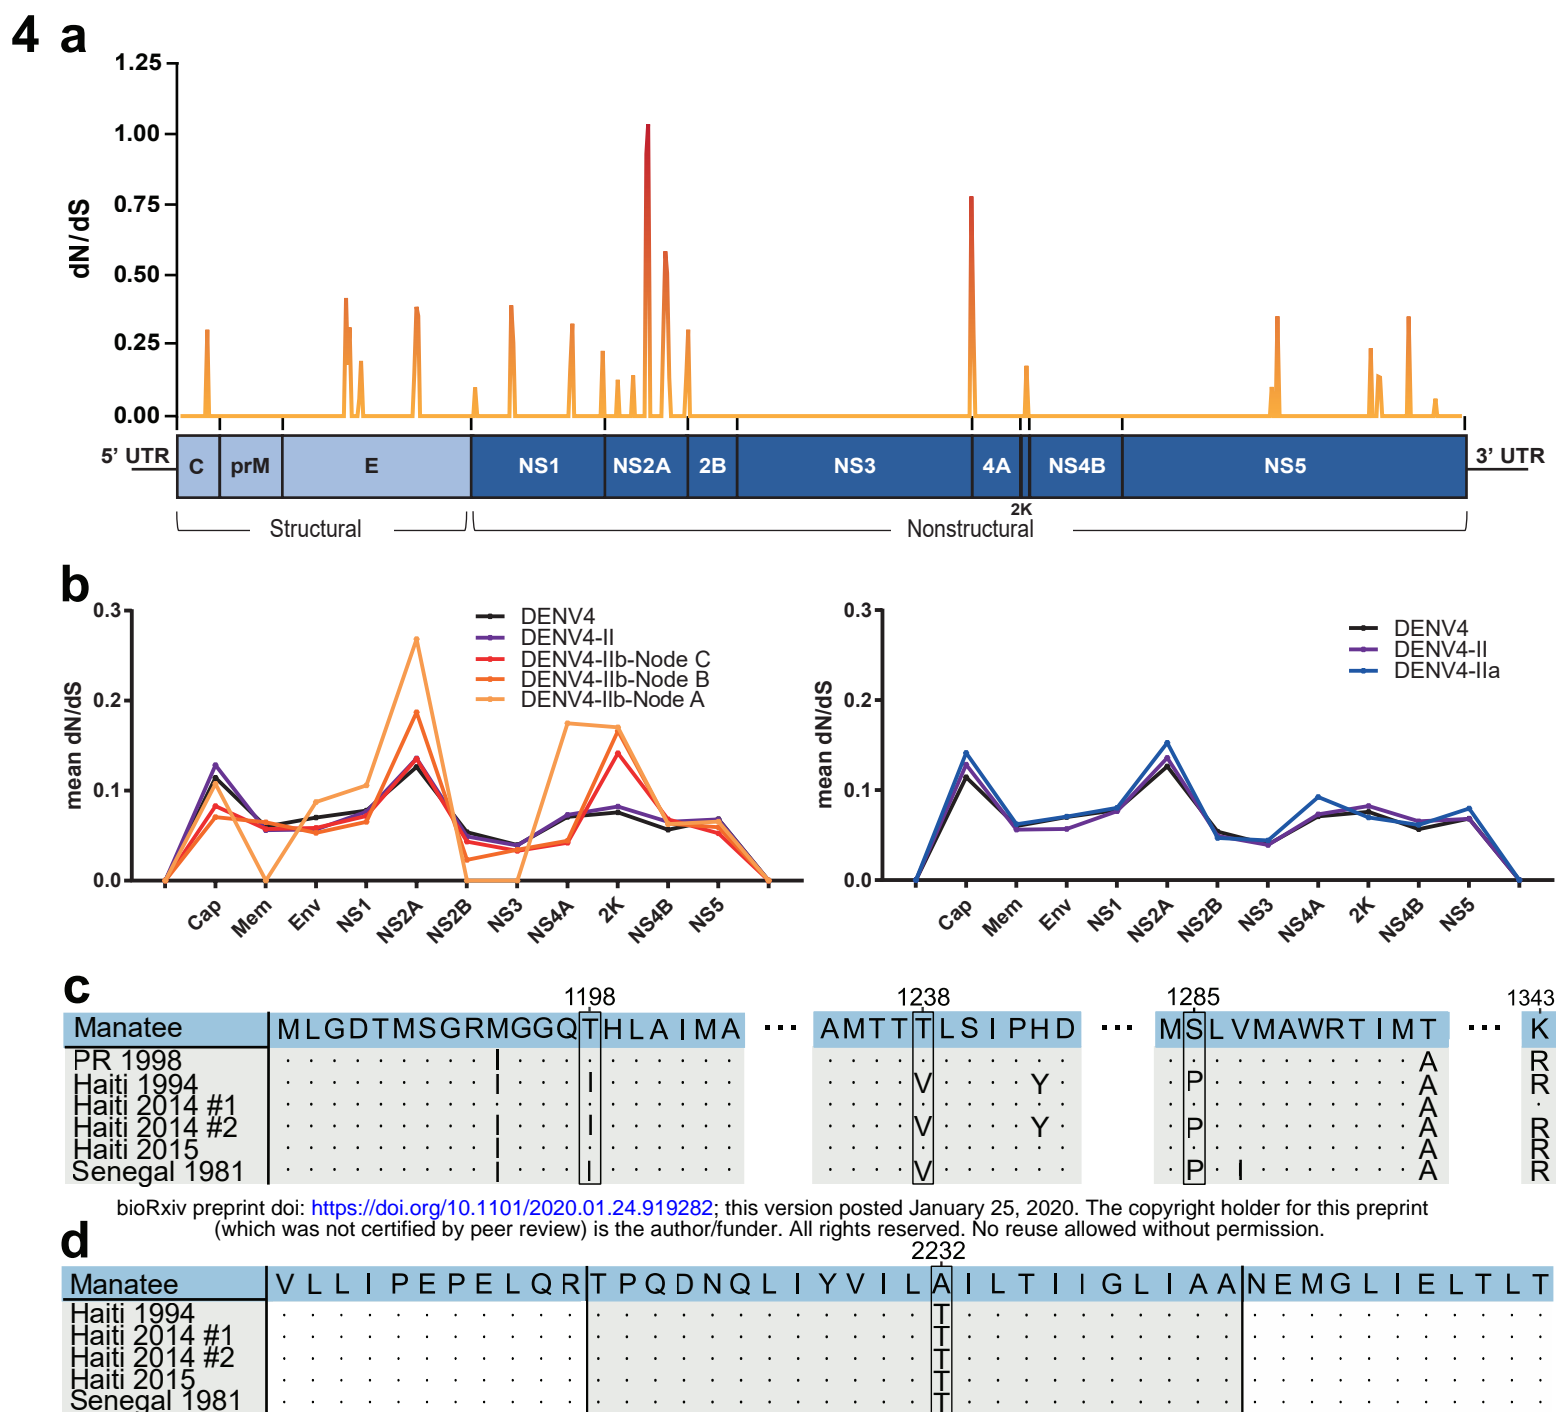 4 a
1.25
1.00
0.75
0.50
0.25
0.00
dN/dS
5’ UTR C prM E NS1 NS2A 2B NS3 4A NS4B NS5 3’ UTR
2K
Structural Nonstructural
b
0.3
0.2
0.1
0.0
mean dN/dS
DENV4
DENV4-II
DENV4-IIb-Node C
DENV4-IIb-Node B
DENV4-IIb-Node A
Cap Mem Env NS1 NS2A NS2B NS3 NS4A 2K NS4B NS5
0.3
0.2
0.1
0.0
mean dN/dS
DENV4
DENV4-II
DENV4-IIa
Cap Mem Env NS1 NS2A NS2B NS3 NS4A 2K NS4B NS5
c
1198 1238 1285 1343
Manatee M L G D T M S G R M G G Q T H L A I M A ... A M T T T L S I P H D ... M S L V M A W R T I M T ... K
PR 1998 . . . . . . . . . I . . . . . . . . . . . . . . . . . . . . . . . . . . . . . . . . . . A R
Haiti 1994 . . . . . . . . . I . . . I . . . . . . . . . . V . . . . Y . . P . . . . . . . . . A R
Haiti 2014 #1 . . . . . . . . . . . . . . . . . . . . . . . . . . . . . . . . . . . . . . . . . . A .
Haiti 2014 #2 . . . . . . . . . I . . . I . . . . . . . . . . V . . . . Y . . P . . . . . . . . . A R
Haiti 2015 . . . . . . . . . I . . . . . . . . . . . . . . . . . . . . . . . . . . . . . . . . . . A R
Senegal 1981 . . . . . . . . . I . . . I . . . . . . . . . . V . . . . . . . P . I . . . . . . . A R
bioRxiv preprint doi: https://doi.org/10.1101/2020.01.24.919282; this version posted January 25, 2020. The copyright holder for this preprint
(which was not certified by peer review) is the author/funder. All rights reserved. No reuse allowed without permission.
d
2232
Manatee V L L I P E P E L Q R T P Q D N Q L I Y V I L A I L T I I G L I A A N E M G L I E L T L T
Haiti 1994 . . . . . . . . . . . . . . . . . . . . . . . T . . . . . . . . . . . . . . . . . . . . .
Haiti 2014 #1 . . . . . . . . . . . . . . . . . . . . . . . T . . . . . . . . . . . . . . . . . . . . .
Haiti 2014 #2 . . . . . . . . . . . . . . . . . . . . . . . T . . . . . . . . . . . . . . . . . . . . .
Haiti 2015 . . . . . . . . . . . . . . . . . . . . . . . T . . . . . . . . . . . . . . . . . . . . .
Senegal 1981 . . . . . . . . . . . . . . . . . . . . . . . T . . . . . . . . . . . . . . . . . . . . .